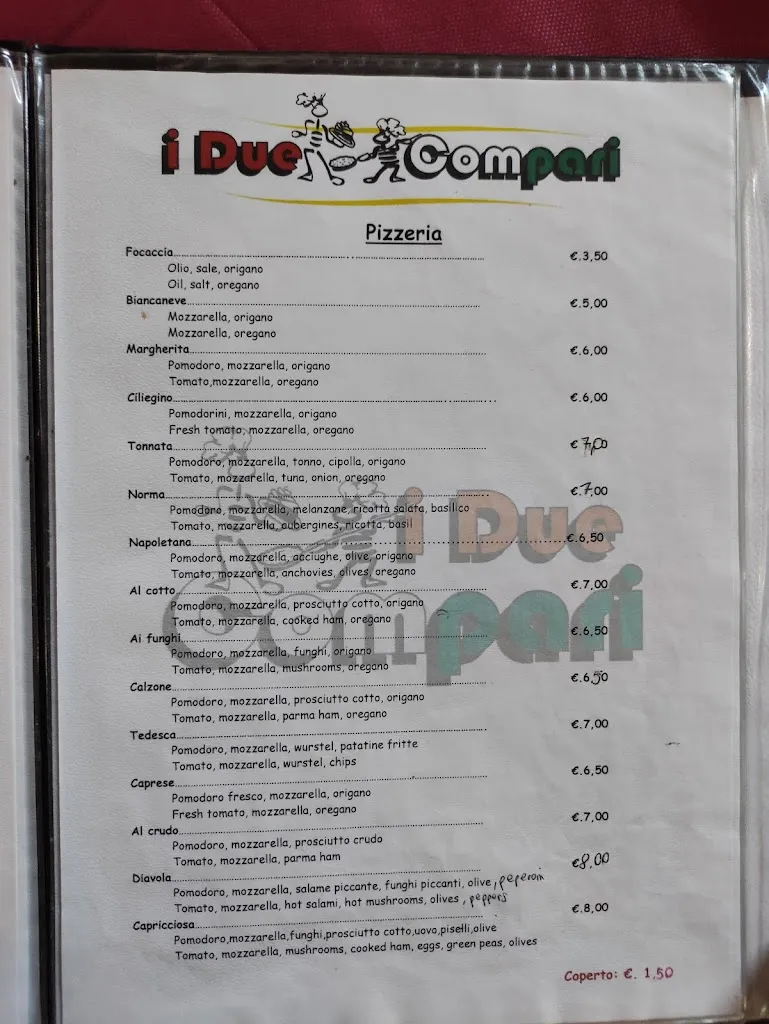 i Due Compari
Pizzeria
Focaccia €.3,50
Olio, sale, origano
Oil, salt, oregano
Biancaneve €.5,00
Mozzarella, origano
Mozzarella, oregano
Margherita €.6,00
Pomodoro, mozzarella, origano
Tomato,mozzarella, oregano
Ciliegino €.6,00
Pomodorini, mozzarella, origano
Fresh tomato, mozzarella, oregano
Tonnata € 7,00
Pomodoro, mozzarella, tonno, cipolla, origano
Tomato, mozzarella, tuna, onion, oregano
Norma €.7,00
Pomodoro, mozzarella, melanzane, ricotta salata, basilico
Tomato, mozzarella, aubergines, ricotta, basil
Napoletana €.6,50
Pomodoro, mozzarella, acciughe, olive, origano
Tomato, mozzarella, anchovies, olives, oregano
Al cotto €.7,00
Pomodoro, mozzarella, prosciutto cotto, origano
Tomato, mozzarella, cooked ham, oregano
Ai funghi €.6,50
Pomodoro, mozzarella, funghi, origano
Tomato, mozzarella, mushrooms, oregano
Calzone €.6,50
Pomodoro, mozzarella, prosciutto cotto, origano
Tomato, mozzarella, parma ham, oregano
Tedesca €.7,00
Pomodoro, mozzarella, wurstel, patatine fritte
Tomato, mozzarella, wurstel, chips
Caprese €.6,50
Pomodoro fresco, mozzarella, origano
Fresh tomato, mozzarella, oregano
Al crudo €.7,00
Pomodoro, mozzarella, prosciutto crudo
Tomato, mozzarella, parma ham
Diavola €8,00
Pomodoro, mozzarella, salame piccante, funghi piccanti, olive, peperoni
Tomato, mozzarella, hot salami, hot mushrooms, olives, peppers
Capricciosa €.8,00
Pomodoro,mozzarella,funghi,prosciutto cotto,uovo,piselli,olive
Tomato, mozzarella, mushrooms, cooked ham, eggs, green peas, olives
Coperto: €. 1,50
i Due
Compari